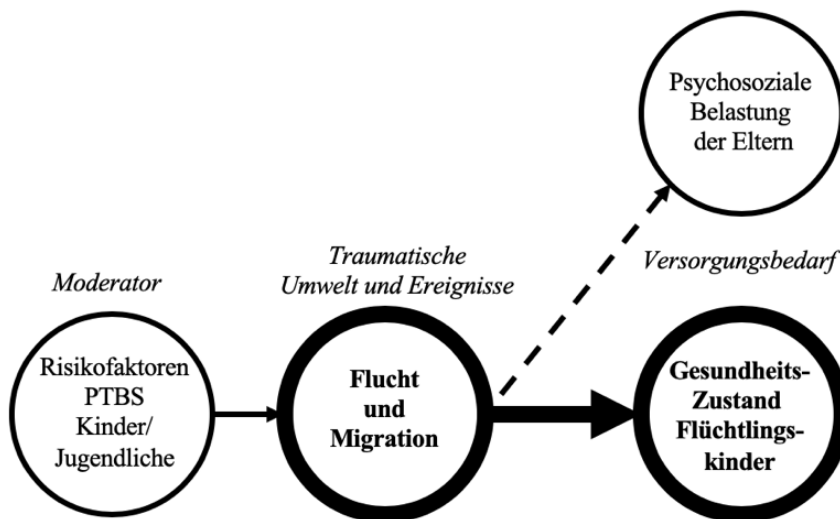 Psychosoziale
Belastung
der Eltern
Traumatische
Umwelt und Ereignisse
Versorgungsbedarf
Moderator
Risikofaktoren
PTBS
Kinder/
Jugendliche
Flucht
und
Migration
Gesundheits-
Zustand
Flüchtlings-
kinder